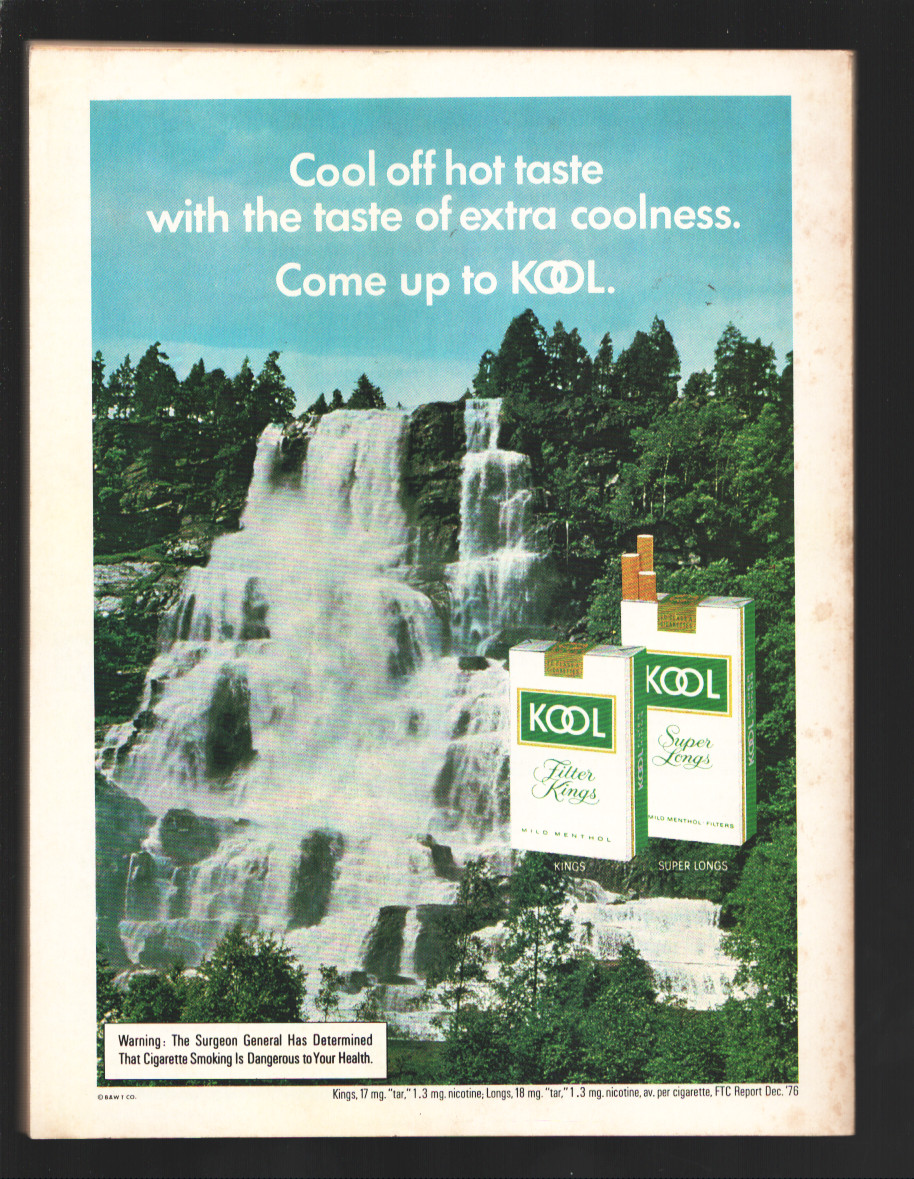 Cool off hot taste
with the taste of extra coolness.
Come up to KOOL.
KOOL
Super
Longs
MILD MENTHOL · FILTERS
KOOL
KOOL
Filter
Kings
MILD MENTHOL
KOOL
KINGS
SUPER LONGS
Warning: The Surgeon General Has Determined
That Cigarette Smoking Is Dangerous to Your Health.
© B&W T CO.
Kings, 17 mg. "tar," 1.3 mg. nicotine; Longs, 18 mg. "tar," 1.3 mg. nicotine, av. per cigarette, FTC Report Dec. '76